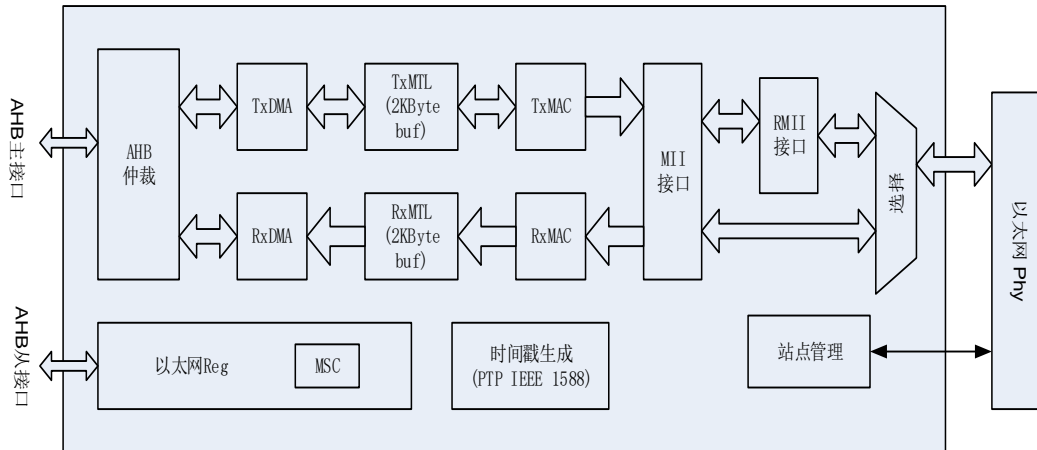 AHB主接口
AHB
仲裁
TxDMA
TxMTL
(2KByte
buf)
TxMAC
MII
接口
RMII
接口
选择
以太网 Phy
RxDMA
RxMTL
(2KByte
buf)
RxMAC
AHB从接口
以太网Reg
MSC
时间戳生成
(PTP IEEE 1588)
站点管理